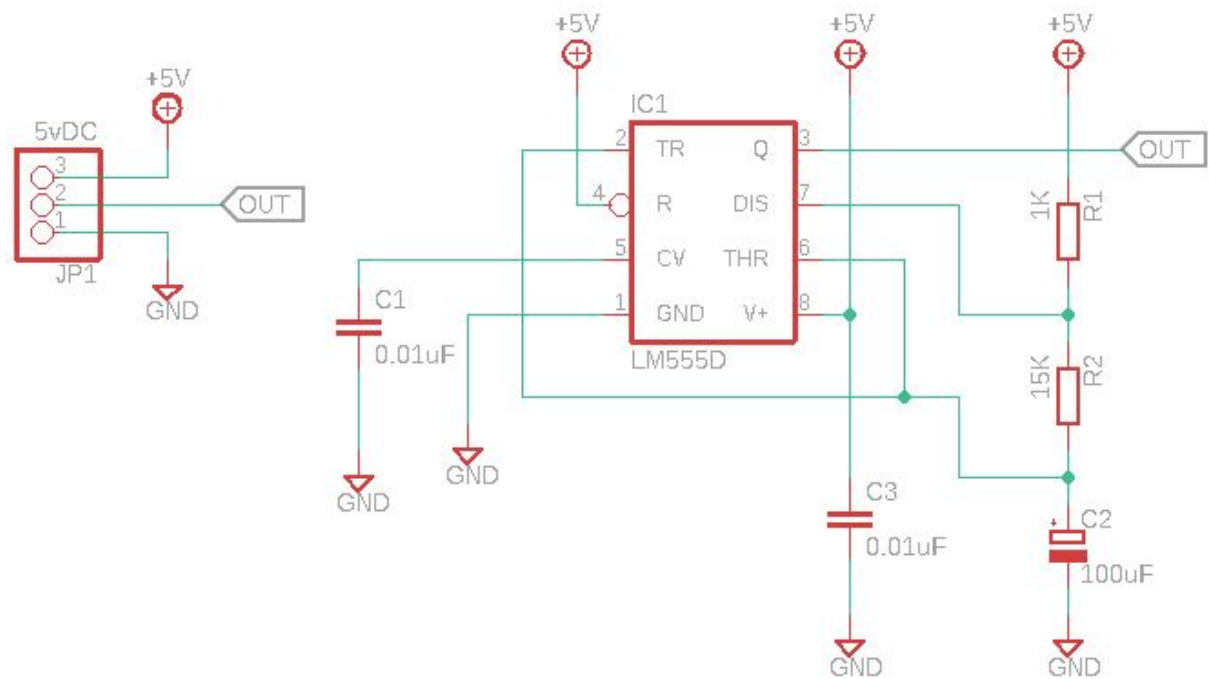 +5V
+5V
+5V
+5V
5vDC
3
2
1
JP1
OUT
GND
IC1
2
TR
Q
3
OUT
4
R
DIS
7
5
CV
THR
6
1
GND
V+
8
LM555D
1K
R1
15K
R2
C1
0.01uF
GND
GND
C3
0.01uF
GND
+
C2
100uF
GND